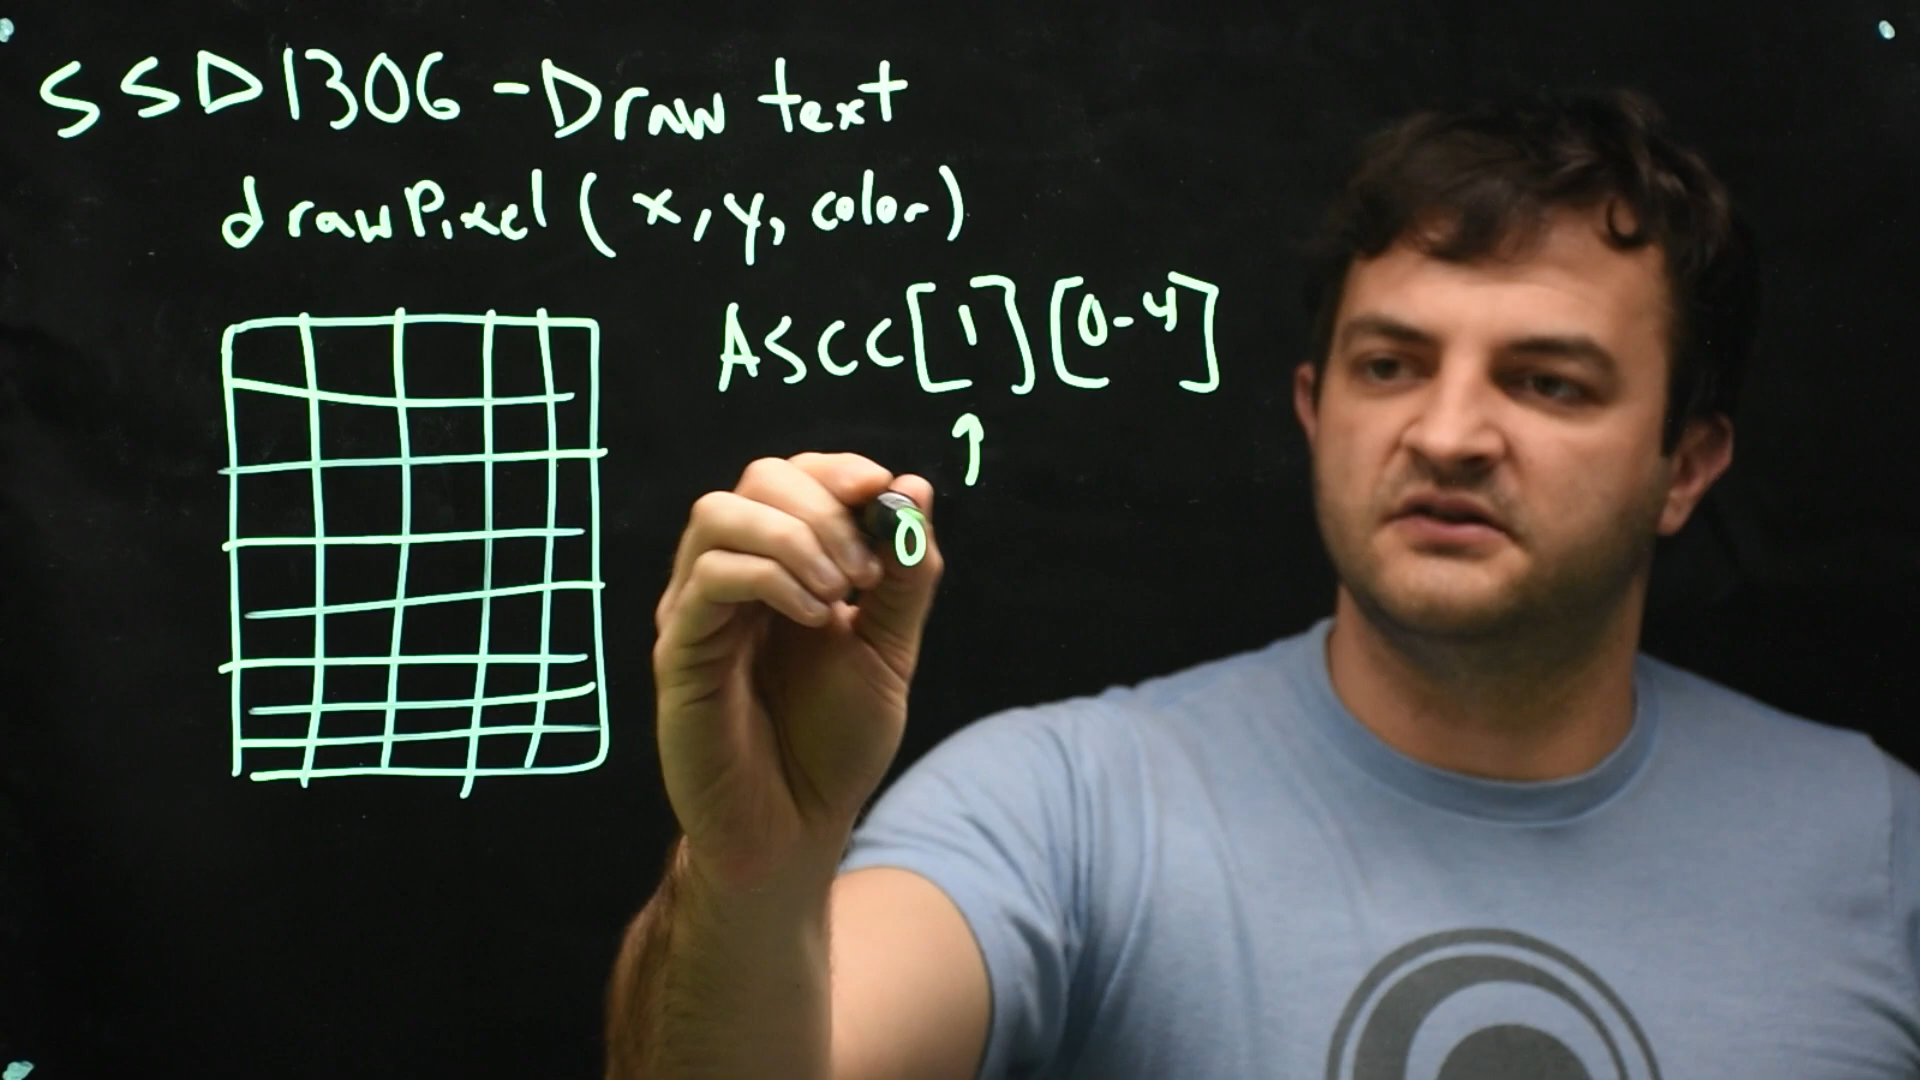 SSD1306 - Draw text
drawPixel(x,y,color)
ASCC[1][0-4]
0